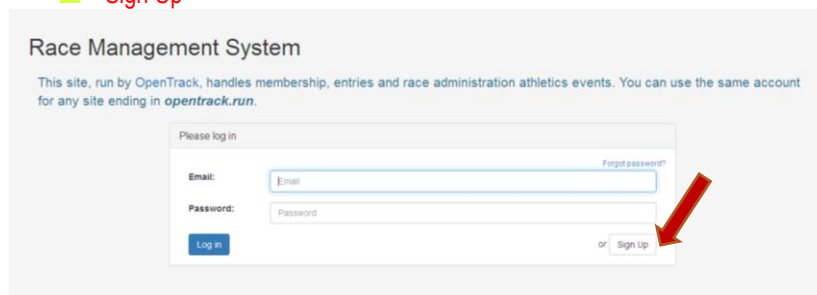 Sign Up
Race Management System
This site, run by OpenTrack, handles membership, entries and race administration athletics events. You can use the same account
for any site ending in opentrack.run.
Please log in
Forgot password?
Email:
Email
Password:
Password
Log in
or Sign Up